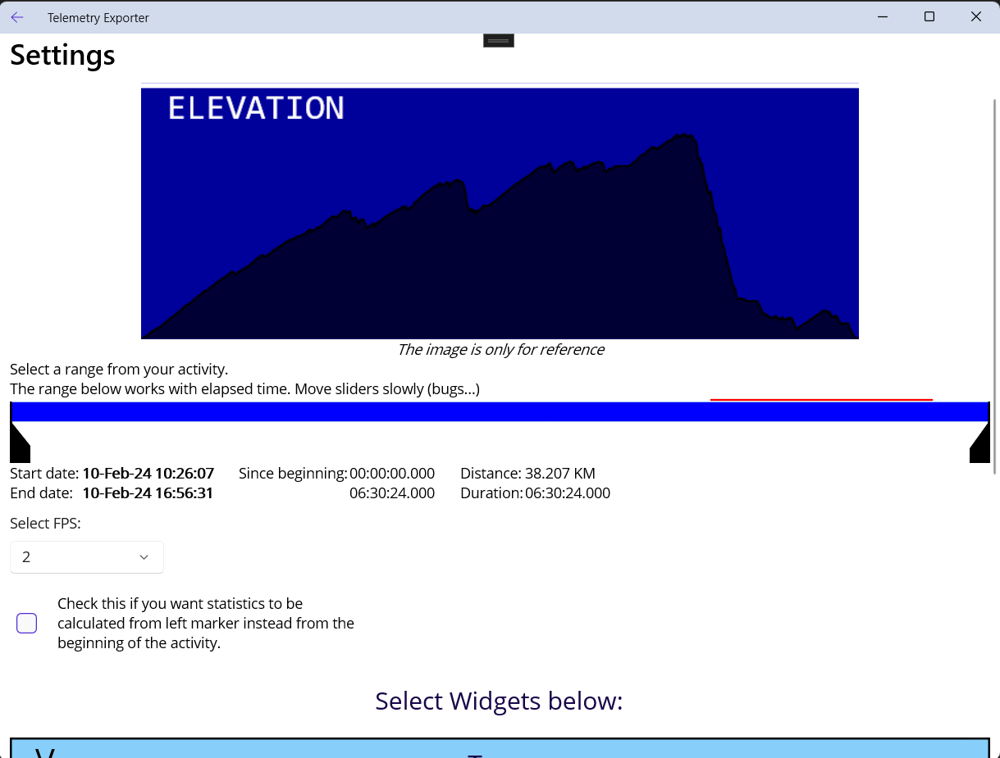 Telemetry Exporter
Settings
ELEVATION
The image is only for reference
Select a range from your activity.
The range below works with elapsed time. Move sliders slowly (bugs...)
Start date: 10-Feb-24 10:26:07 Since beginning: 00:00:00.000 Distance: 38.207 KM
End date: 10-Feb-24 16:56:31 06:30:24.000 Duration: 06:30:24.000
Select FPS:
2
Check this if you want statistics to be
calculated from left marker instead from the
beginning of the activity.
Select Widgets below: